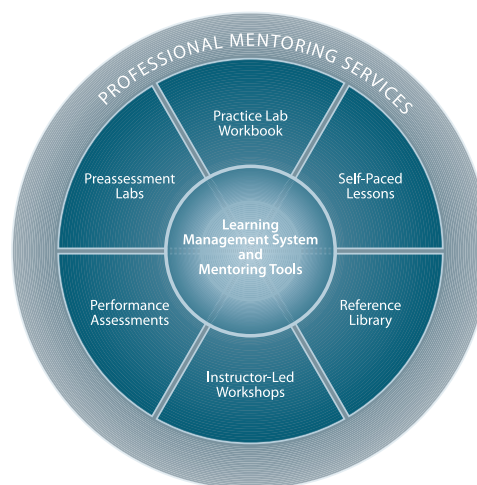 PROFESSIONAL MENTORING SERVICES
Practice Lab
Workbook
Preassessment
Labs
Self-Paced
Lessons
Learning
Management System
and
Mentoring Tools
Performance
Assessments
Reference
Library
Instructor-Led
Workshops